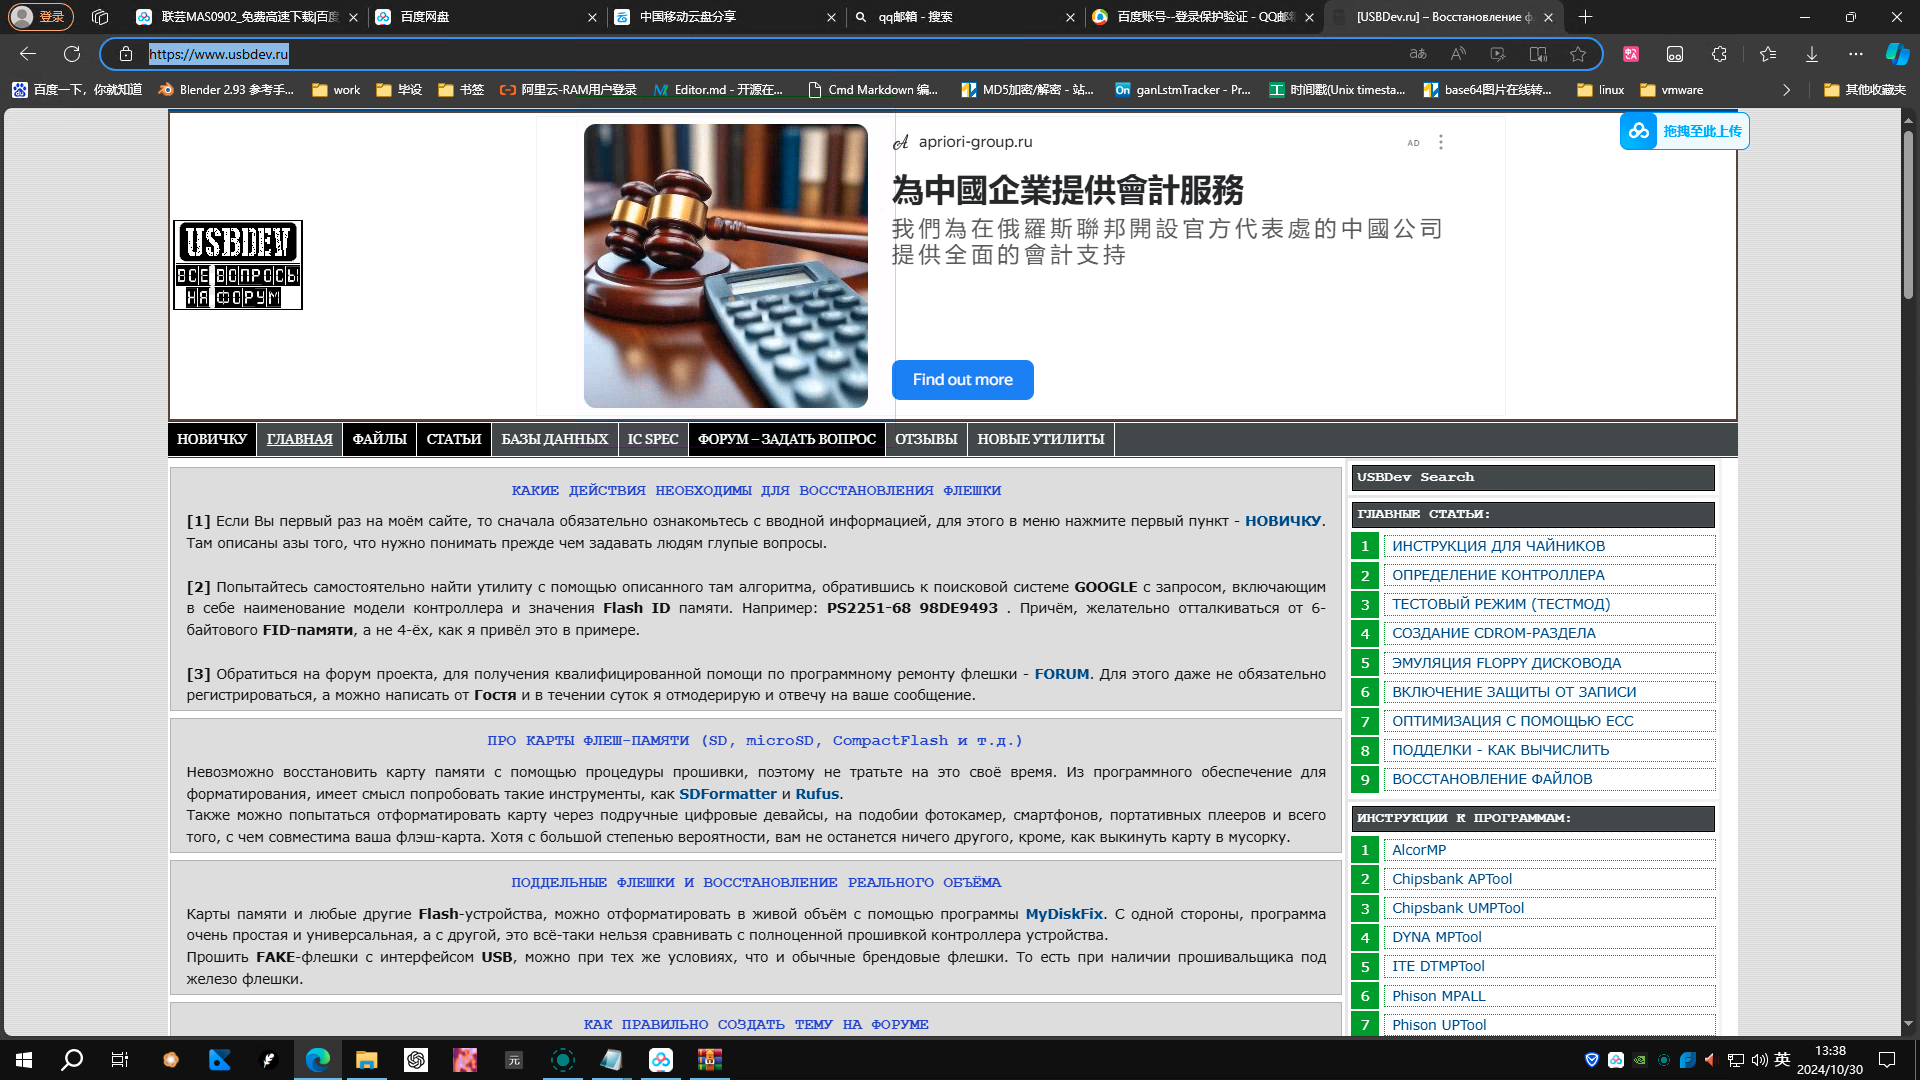 登录
联芸MAS0902_免费高速下载|百度
百度网盘
中国移动云盘分享
qq邮箱 - 搜索
百度账号--登录保护验证 - QQ邮
[USBDev.ru] – Восстановление ф
https://www.usbdev.ru
百度一下，你就知道
Blender 2.93 参考手...
work
毕设
书签
阿里云-RAM用户登录
Editor.md - 开源在...
Cmd Markdown 编...
MD5加密/解密 - 站...
ganLstmTracker - Pr...
时间戳(Unix timesta...
base64图片在线转...
linux
vmware
其他收藏夹
拖拽至此上传
USBDEV
ВСЕ ВОПРОСЫ
НА ФОРУМ
apriori-group.ru
AD
為中國企業提供會計服務
我們為在俄羅斯聯邦開設官方代表處的中國公司
提供全面的會計支持
Find out more
НОВИЧКУ ГЛАВНАЯ ФАЙЛЫ СТАТЬИ БАЗЫ ДАННЫХ IC SPEC ФОРУМ – ЗАДАТЬ ВОПРОС ОТЗЫВЫ НОВЫЕ УТИЛИТЫ
КАКИЕ ДЕЙСТВИЯ НЕОБХОДИМЫ ДЛЯ ВОССТАНОВЛЕНИЯ ФЛЕШКИ
[1] Если Вы первый раз на моём сайте, то сначала обязательно ознакомьтесь с вводной информацией, для этого в меню нажмите первый пункт - НОВИЧКУ.
Там описаны азы того, что нужно понимать прежде чем задавать людям глупые вопросы.
[2] Попытайтесь самостоятельно найти утилиту с помощью описанного там алгоритма, обратившись к поисковой системе GOOGLE с запросом, включающим
в себе наименование модели контроллера и значения Flash ID памяти. Например: PS2251-68 98DE9493 . Причём, желательно отталкиваться от 6-
байтового FID-памяти, а не 4-ёх, как я привёл это в примере.
[3] Обратиться на форум проекта, для получения квалифицированной помощи по программному ремонту флешки - FORUM. Для этого даже не обязательно
регистрироваться, а можно написать от Гостя и в течении суток я отмодерирую и отвечу на ваше сообщение.
ПРО КАРТЫ ФЛЕШ-ПАМЯТИ (SD, microSD, CompactFlash и т.д.)
Невозможно восстановить карту памяти с помощью процедуры прошивки, поэтому не тратьте на это своё время. Из программного обеспечение для
форматирования, имеет смысл попробовать такие инструменты, как SDFormatter и Rufus.
Также можно попытаться отформатировать карту через подручные цифровые девайсы, на подобии фотокамер, смартфонов, портативных плееров и всего
того, с чем совместима ваша флэш-карта. Хотя с большой степенью вероятности, вам не останется ничего другого, кроме, как выкинуть карту в мусорку.
ПОДДЕЛЬНЫЕ ФЛЕШКИ И ВОССТАНОВЛЕНИЕ РЕАЛЬНОГО ОБЪЁМА
Карты памяти и любые другие Flash-устройства, можно отформатировать в живой объём с помощью программы MyDiskFix. С одной стороны, программа
очень простая и универсальная, а с другой, это всё-таки нельзя сравнивать с полноценной прошивкой контроллера устройства.
Прошить FAKE-флешки с интерфейсом USB, можно при тех же условиях, что и обычные брендовые флешки. То есть при наличии прошивальщика под
железо флешки.
КАК ПРАВИЛЬНО СОЗДАТЬ ТЕМУ НА ФОРУМЕ
USBDev Search
ГЛАВНЫЕ СТАТЬИ:
1 ИНСТРУКЦИЯ ДЛЯ ЧАЙНИКОВ
2 ОПРЕДЕЛЕНИЕ КОНТРОЛЛЕРА
3 ТЕСТОВЫЙ РЕЖИМ (ТЕСТМОД)
4 СОЗДАНИЕ CDROM-РАЗДЕЛА
5 ЭМУЛЯЦИЯ FLOPPY ДИСКОВОДА
6 ВКЛЮЧЕНИЕ ЗАЩИТЫ ОТ ЗАПИСИ
7 ОПТИМИЗАЦИЯ С ПОМОЩЬЮ ECC
8 ПОДДЕЛКИ - КАК ВЫЧИСЛИТЬ
9 ВОССТАНОВЛЕНИЕ ФАЙЛОВ
ИНСТРУКЦИИ К ПРОГРАММАМ:
1 AlcorMP
2 Chipsbank APTool
3 Chipsbank UMPTool
4 DYNA MPTool
5 ITE DTMPTool
6 Phison MPALL
7 Phison UPTool
英
13:38
2024/10/30